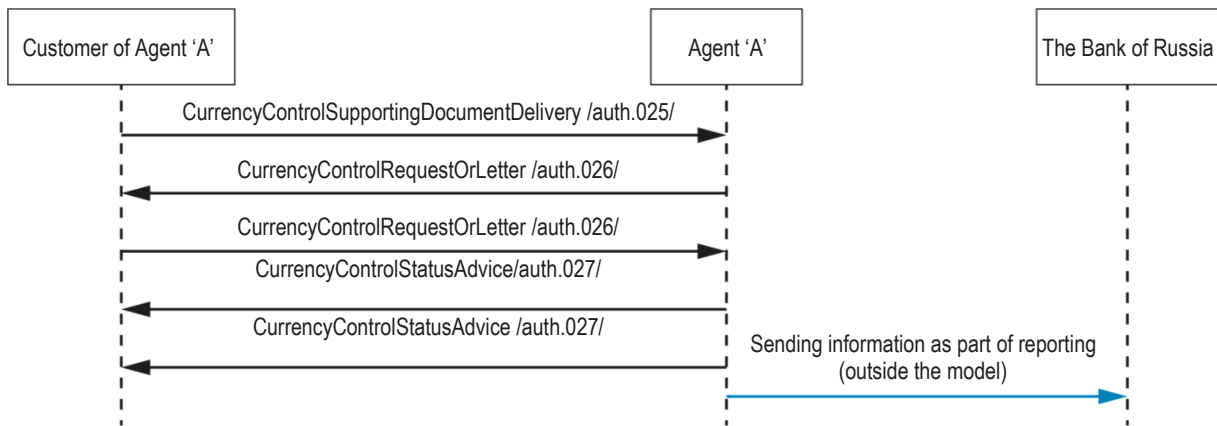 Customer of Agent ‘A’
Agent ‘A’
The Bank of Russia
CurrencyControlSupportingDocumentDelivery /auth.025/
CurrencyControlRequestOrLetter /auth.026/
CurrencyControlRequestOrLetter /auth.026/
CurrencyControlStatusAdvice/auth.027/
CurrencyControlStatusAdvice /auth.027/
Sending information as part of reporting
(outside the model)